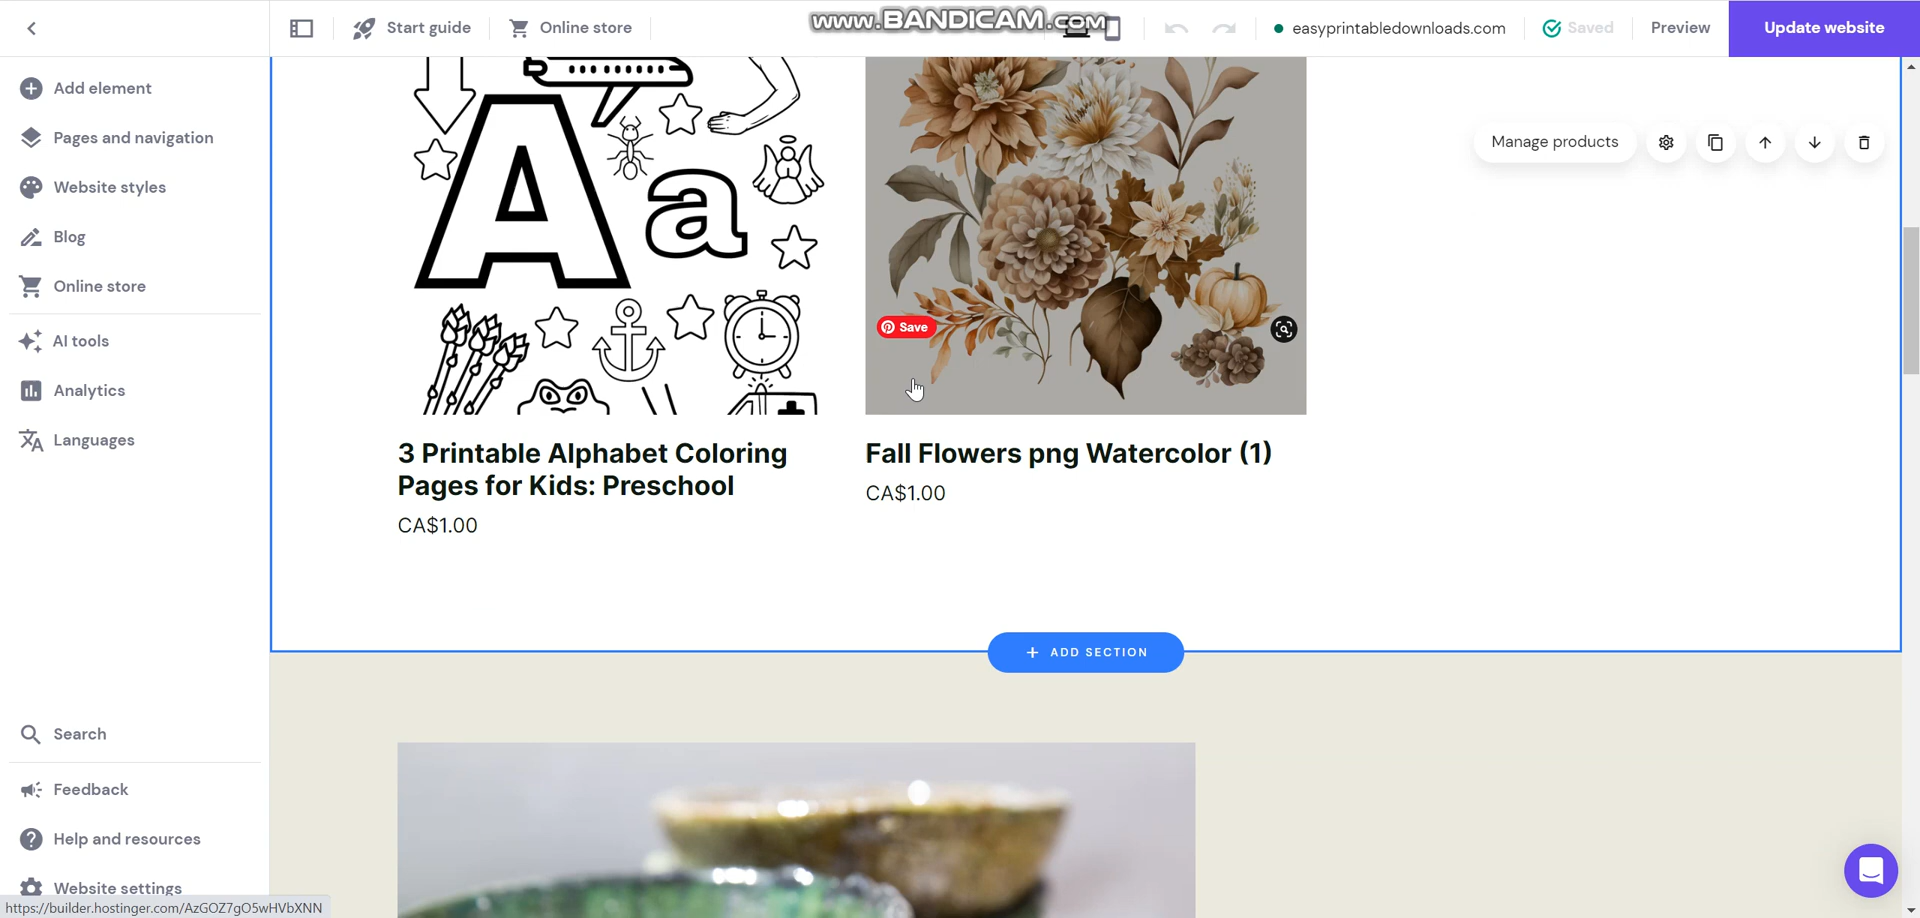 Start guide
Online store
www.BANDICAM.com
easyprintabledownloads.com
Saved
Preview
Update website
Add element
Pages and navigation
Website styles
Blog
Online store
AI tools
Analytics
Languages
Search
Feedback
Help and resources
Website settings
https://builder.hostinger.com/AzGOZ7gO5wHVbXNN
Manage products
Aa
Save
3 Printable Alphabet Coloring
Pages for Kids: Preschool
CA$1.00
Fall Flowers png Watercolor (1)
CA$1.00
+ ADD SECTION